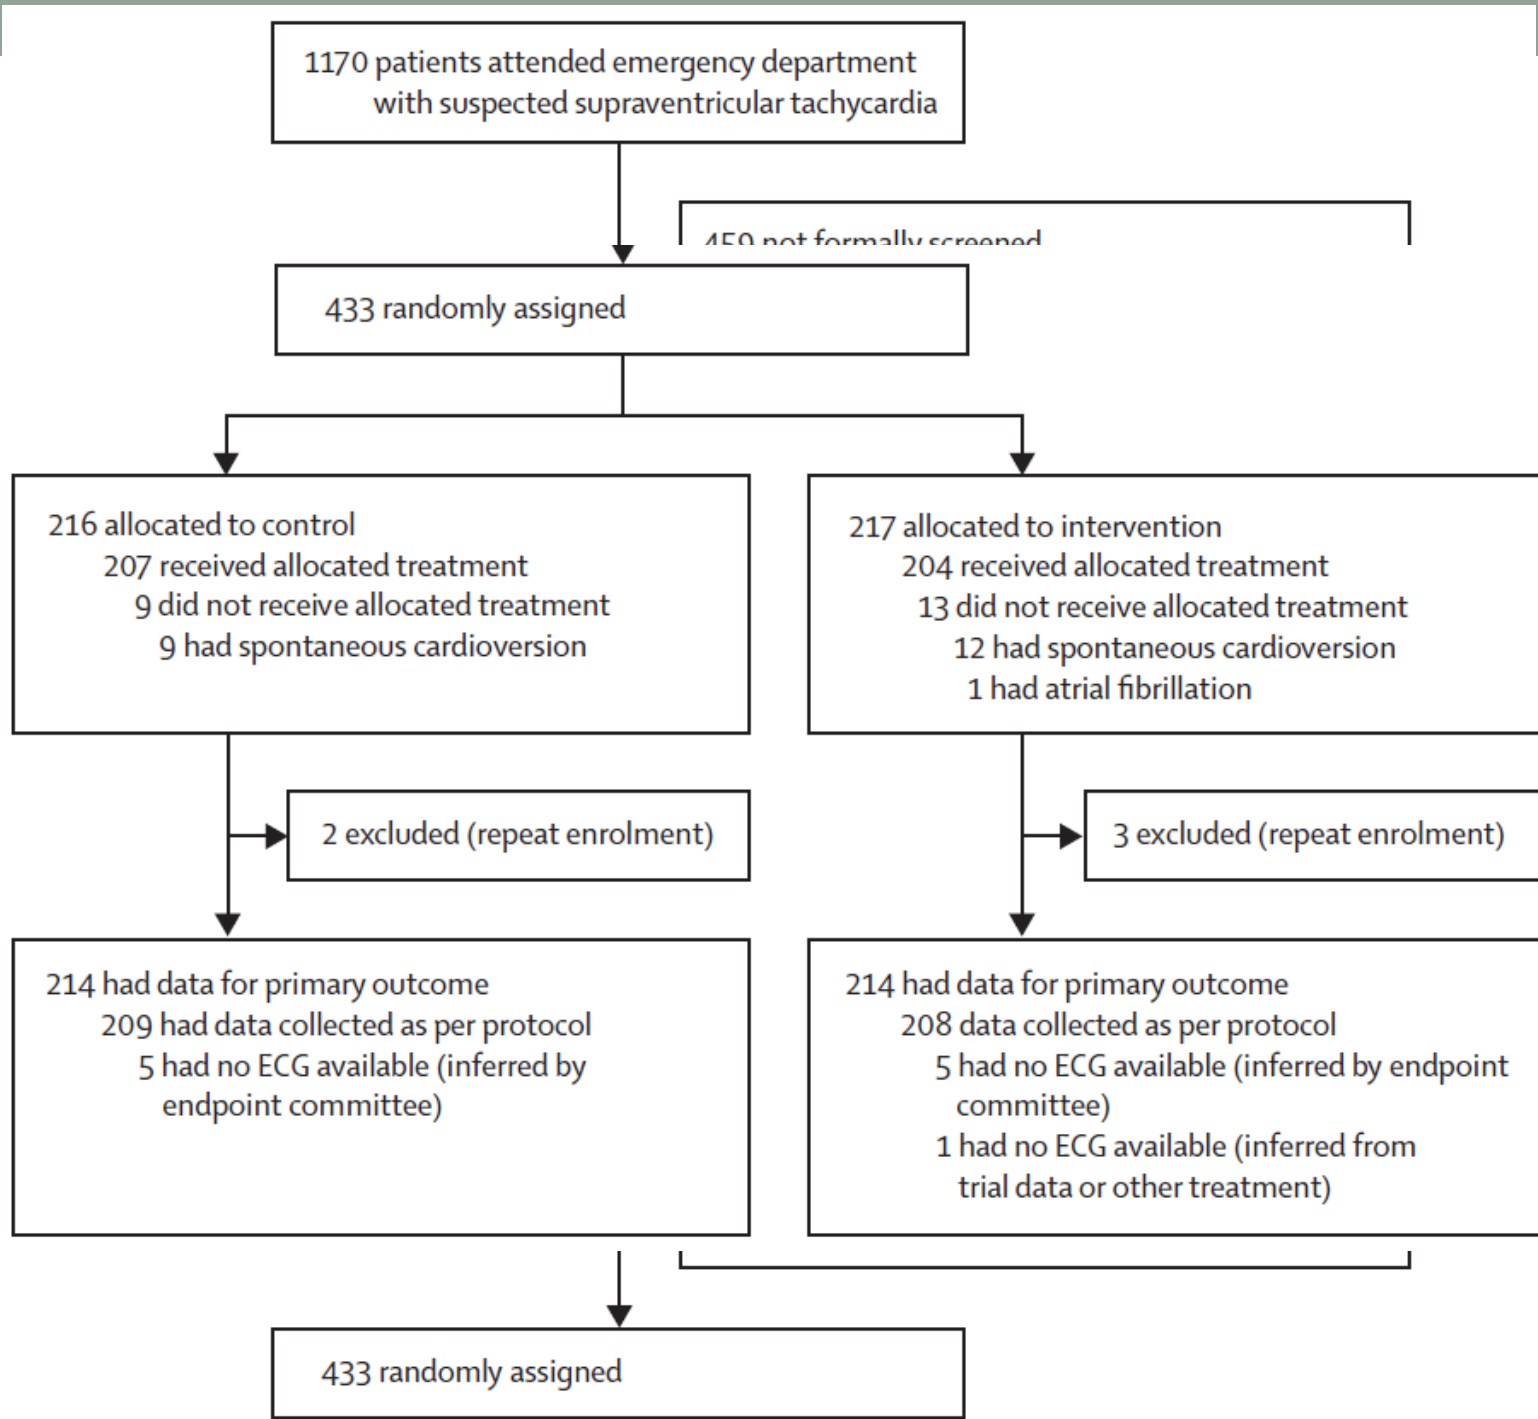 1170 patients attended emergency department
with suspected supraventricular tachycardia
459 not formally screened
433 randomly assigned
216 allocated to control
207 received allocated treatment
9 did not receive allocated treatment
9 had spontaneous cardioversion
217 allocated to intervention
204 received allocated treatment
13 did not receive allocated treatment
12 had spontaneous cardioversion
1 had atrial fibrillation
2 excluded (repeat enrolment)
3 excluded (repeat enrolment)
214 had data for primary outcome
209 had data collected as per protocol
5 had no ECG available (inferred by
endpoint committee)
214 had data for primary outcome
208 data collected as per protocol
5 had no ECG available (inferred by endpoint
committee)
1 had no ECG available (inferred from
trial data or other treatment)
433 randomly assigned